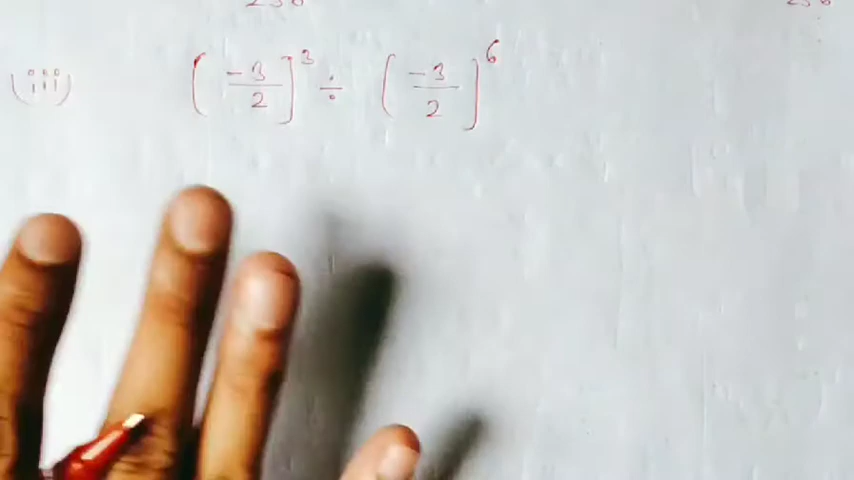 (iii) (-3/2)³ ÷ (-3/2)⁶